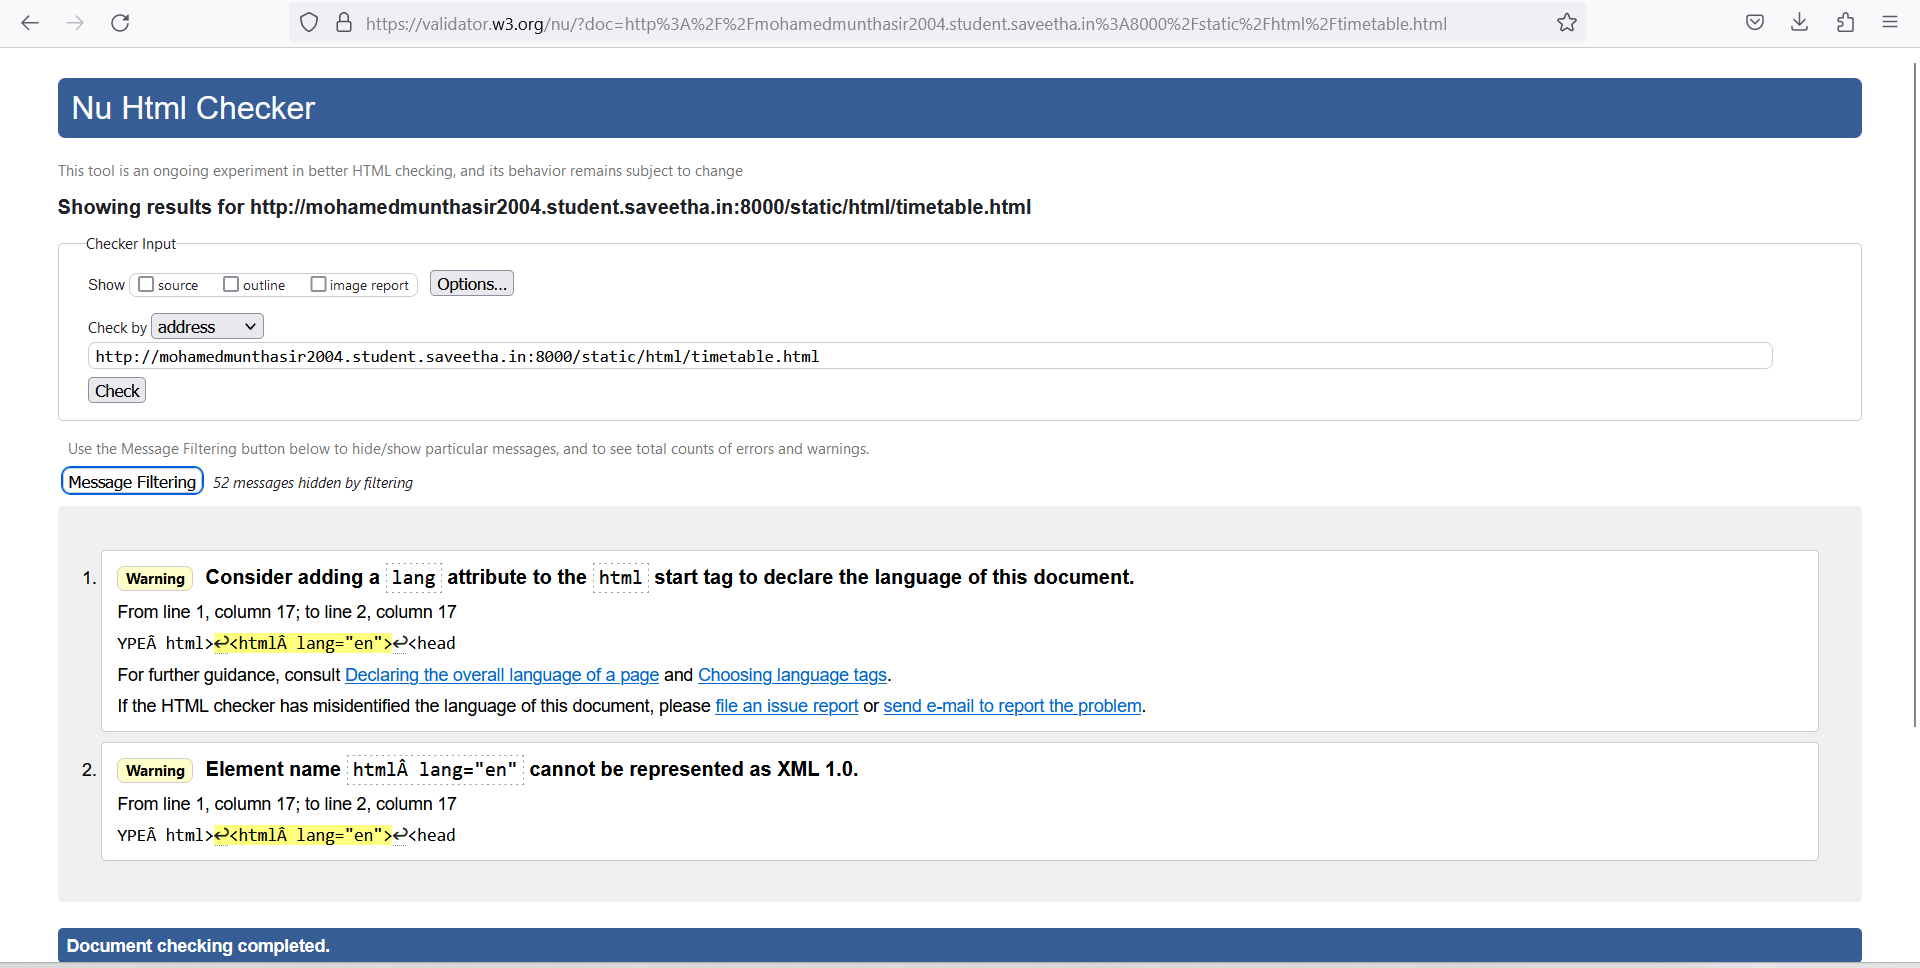 https://validator.w3.org/nu/?doc=http%3A%2F%2Fmohamedmunthasir2004.student.saveetha.in%3A8000%2Fstatic%2Fhtml%2Ftimetable.html
Nu Html Checker
This tool is an ongoing experiment in better HTML checking, and its behavior remains subject to change
Showing results for http://mohamedmunthasir2004.student.saveetha.in:8000/static/html/timetable.html
Checker Input
Show source outline image report Options...
Check by address
http://mohamedmunthasir2004.student.saveetha.in:8000/static/html/timetable.html
Check
Use the Message Filtering button below to hide/show particular messages, and to see total counts of errors and warnings.
Message Filtering 52 messages hidden by filtering
1. Warning Consider adding a lang attribute to the html start tag to declare the language of this document.
From line 1, column 17; to line 2, column 17
YPEÂ html>↩<htmlÂ lang="en">↩<head
For further guidance, consult Declaring the overall language of a page and Choosing language tags.
If the HTML checker has misidentified the language of this document, please file an issue report or send e-mail to report the problem.
2. Warning Element name htmlÂ lang="en" cannot be represented as XML 1.0.
From line 1, column 17; to line 2, column 17
YPEÂ html>↩<htmlÂ lang="en">↩<head
Document checking completed.